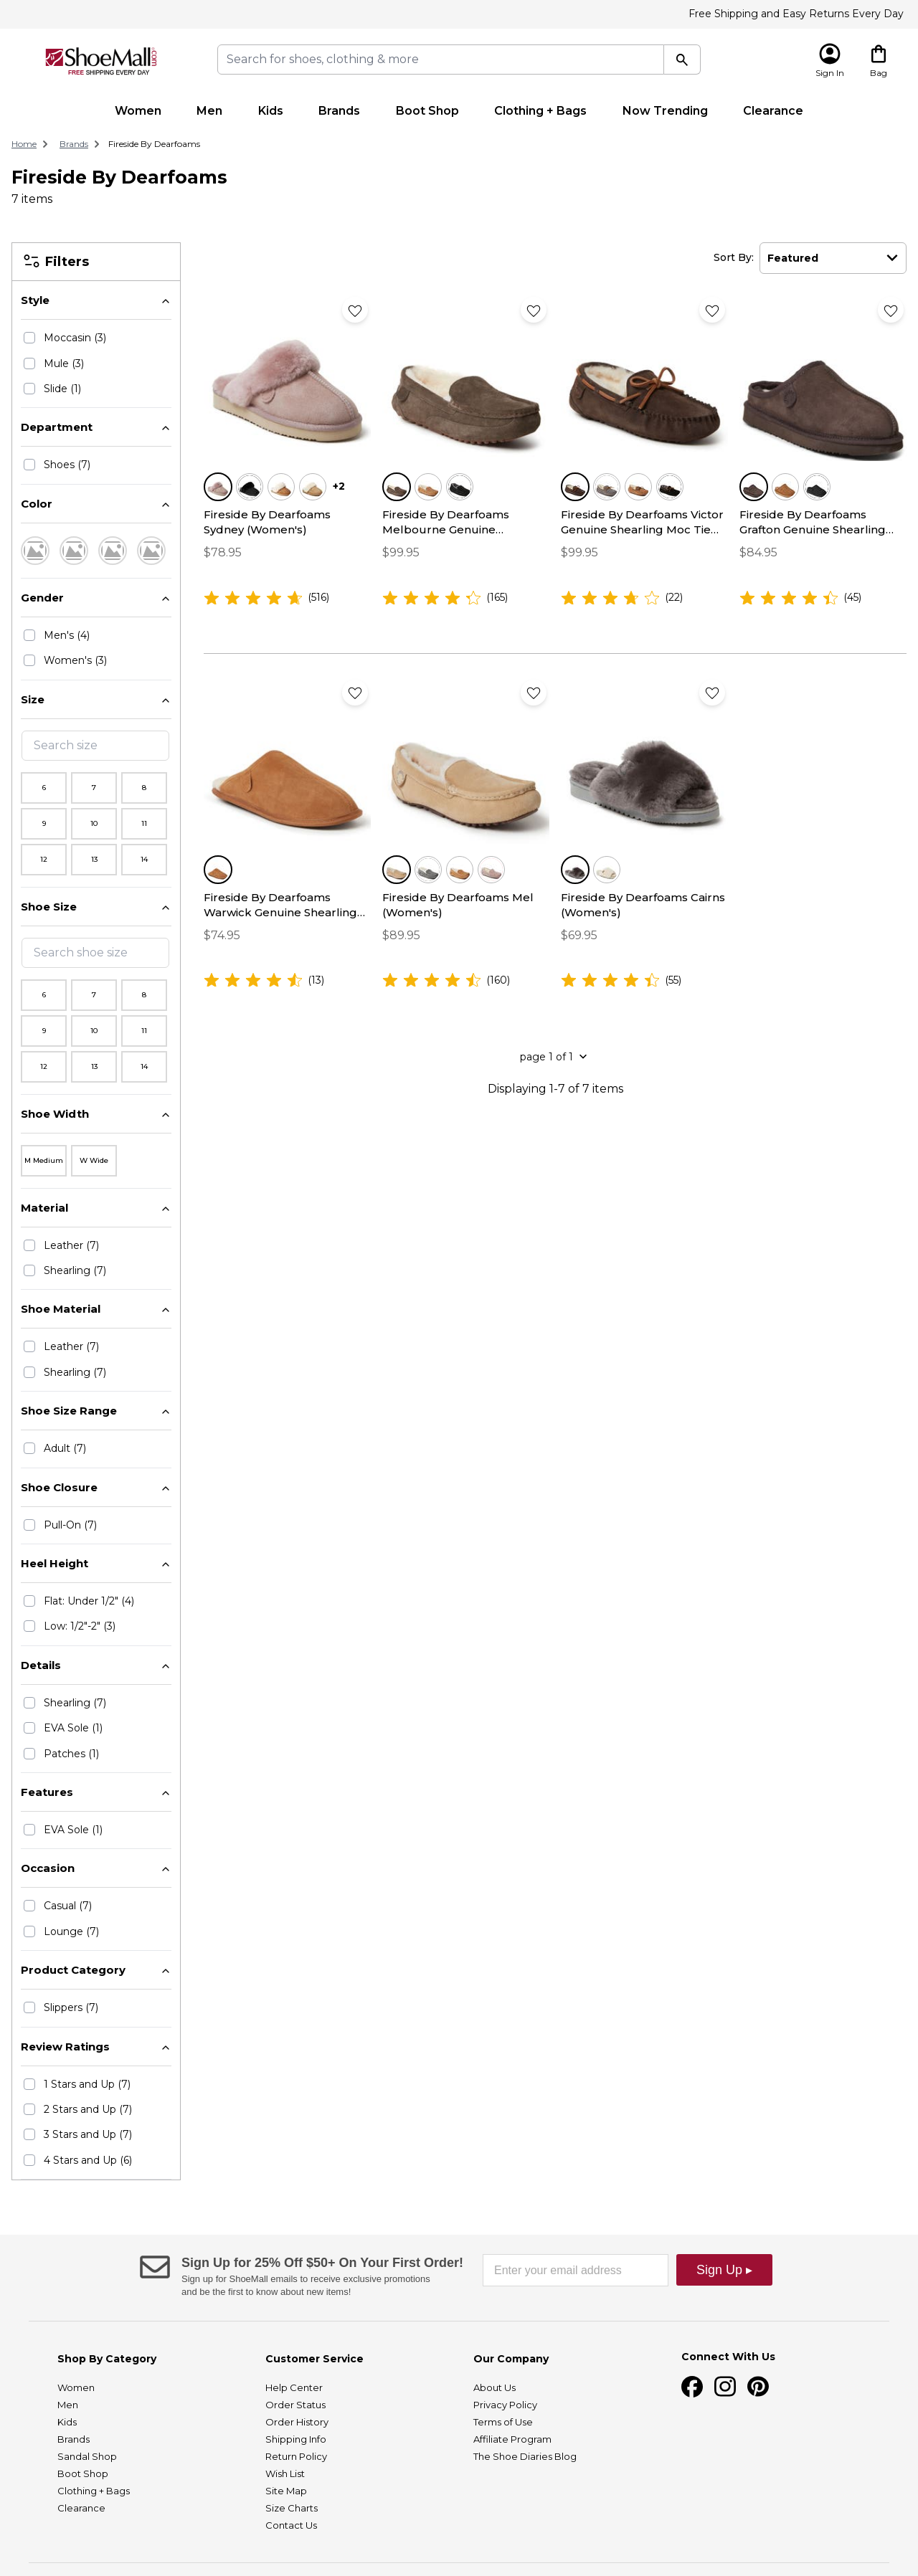 Free Shipping and Easy Returns Every Day
ShoeMall.com
FREE SHIPPING EVERY DAY
Search for shoes, clothing & more
Sign In
Bag
Women
Men
Kids
Brands
Boot Shop
Clothing + Bags
Now Trending
Clearance
Home
Brands
Fireside By Dearfoams
Fireside By Dearfoams
7 items
Filters
Style
Moccasin (3)
Mule (3)
Slide (1)
Department
Shoes (7)
Color
Gender
Men's (4)
Women's (3)
Size
Search size
6
7
8
9
10
11
12
13
14
Shoe Size
Search shoe size
6
7
8
9
10
11
12
13
14
Shoe Width
M Medium
W Wide
Material
Leather (7)
Shearling (7)
Shoe Material
Leather (7)
Shearling (7)
Shoe Size Range
Adult (7)
Shoe Closure
Pull-On (7)
Heel Height
Flat: Under 1/2" (4)
Low: 1/2"-2" (3)
Details
Shearling (7)
EVA Sole (1)
Patches (1)
Features
EVA Sole (1)
Occasion
Casual (7)
Lounge (7)
Product Category
Slippers (7)
Review Ratings
1 Stars and Up (7)
2 Stars and Up (7)
3 Stars and Up (7)
4 Stars and Up (6)
Sort By:
Featured
+2
Fireside By Dearfoams
Sydney (Women's)
$78.95
(516)
Fireside By Dearfoams
Melbourne Genuine...
$99.95
(165)
Fireside By Dearfoams Victor
Genuine Shearling Moc Tie...
$99.95
(22)
Fireside By Dearfoams
Grafton Genuine Shearling...
$84.95
(45)
Fireside By Dearfoams
Warwick Genuine Shearling...
$74.95
(13)
Fireside By Dearfoams Mel
(Women's)
$89.95
(160)
Fireside By Dearfoams Cairns
(Women's)
$69.95
(55)
page 1 of 1
Displaying 1-7 of 7 items
Sign Up for 25% Off $50+ On Your First Order!
Sign up for ShoeMall emails to receive exclusive promotions
and be the first to know about new items!
Enter your email address
Sign Up ▸
Shop By Category
Women
Men
Kids
Brands
Sandal Shop
Boot Shop
Clothing + Bags
Clearance
Customer Service
Help Center
Order Status
Order History
Shipping Info
Return Policy
Wish List
Site Map
Size Charts
Contact Us
Our Company
About Us
Privacy Policy
Terms of Use
Affiliate Program
The Shoe Diaries Blog
Connect With Us